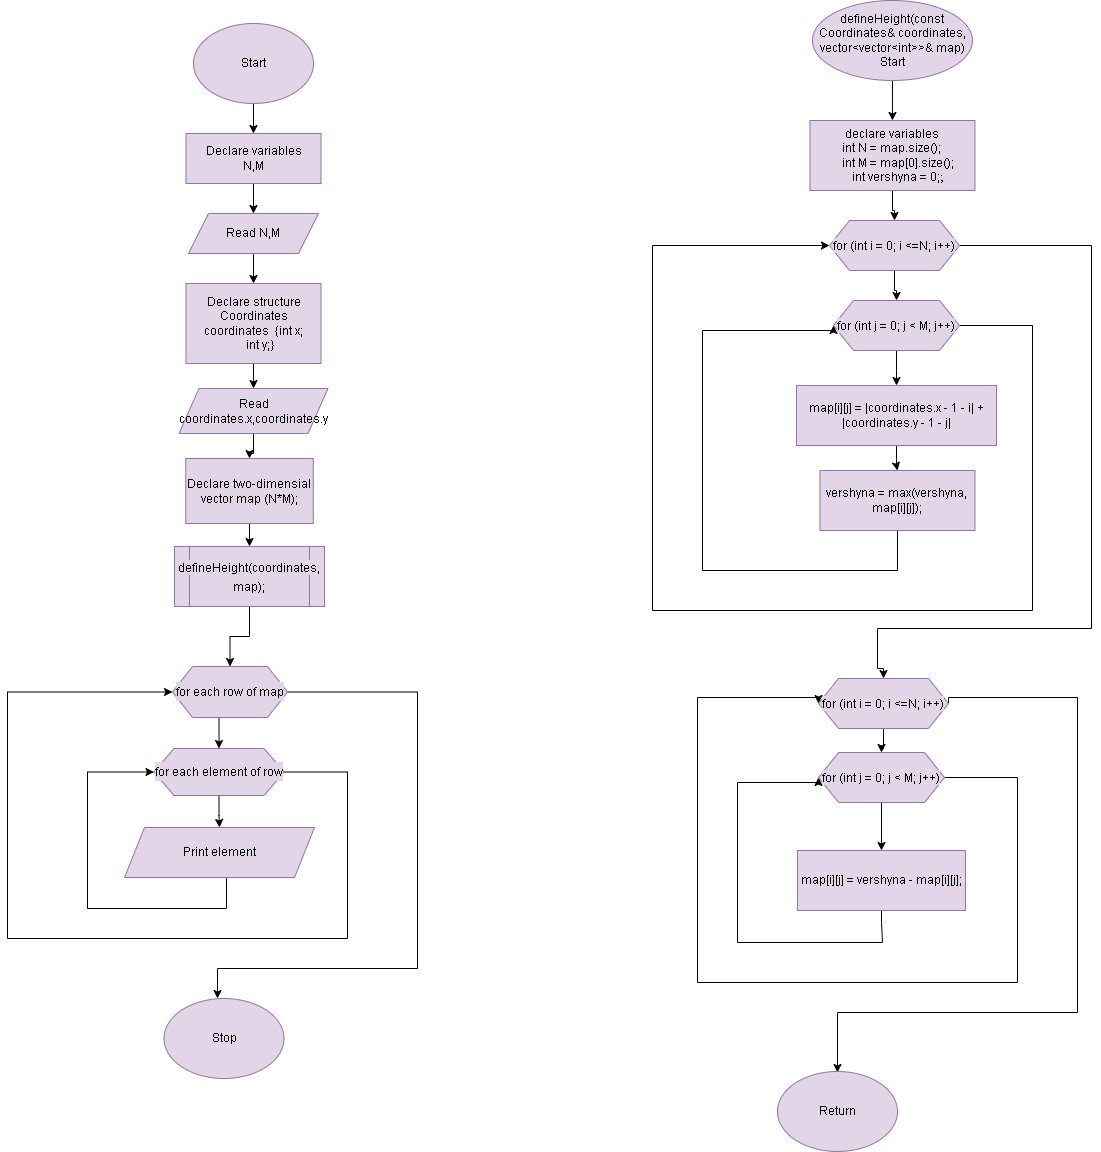 Start
Declare variables
N,M
Read N,M
Declare structure
Coordinates
coordinates {int x;
int y;}
Read
coordinates.x,coordinates.y
Declare two-dimensial
vector map (N*M);
defineHeight(coordinates,
map);
for each row of map
for each element of row
Print element
Stop
defineHeight(const
Coordinates& coordinates,
vector<vector<int>>& map)
Start
declare variables
int N = map.size();
int M = map[0].size();
int vershyna = 0;;
for (int i = 0; i <=N; i++)
for (int j = 0; j < M; j++)
map[i][j] = |coordinates.x - 1 - i| +
|coordinates.y - 1 - j|
vershyna = max(vershyna,
map[i][j]);
for (int i = 0; i <=N; i++)
for (int j = 0; j < M; j++)
map[i][j] = vershyna - map[i][j];
Return